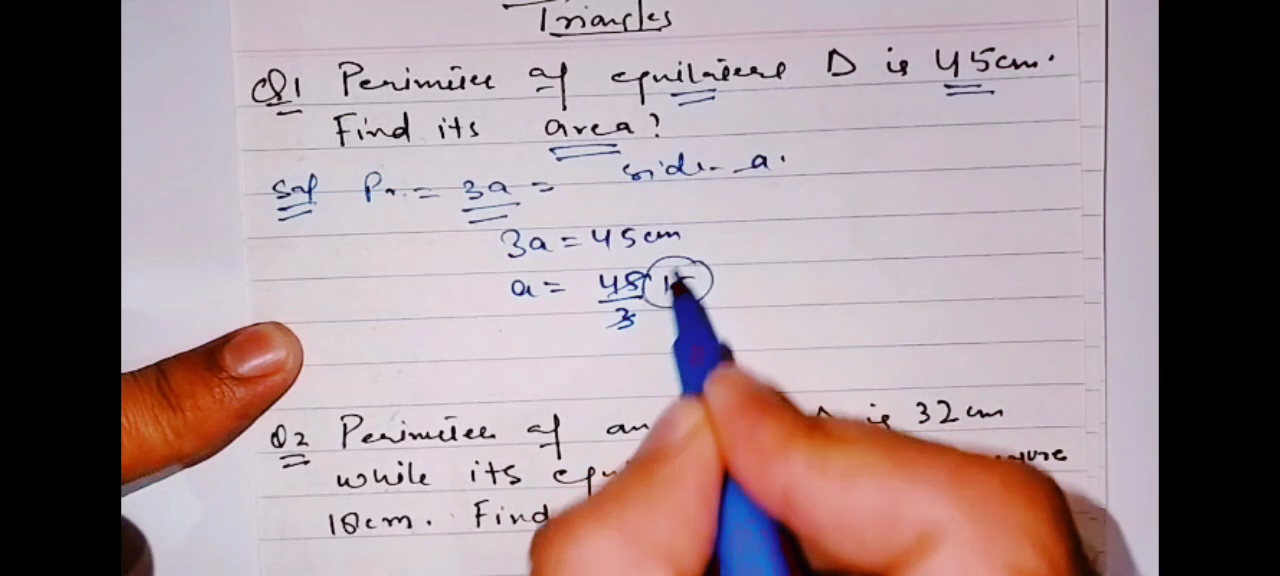 Triangles
Q1 Perimeter of equilateral Δ is 45cm.
Find its area?
Sol Pr. = 3a = side - a.
3a = 45cm
a = 45/3 15
Q2 Perimeter of an Δ is 32cm
while its
10cm. Find